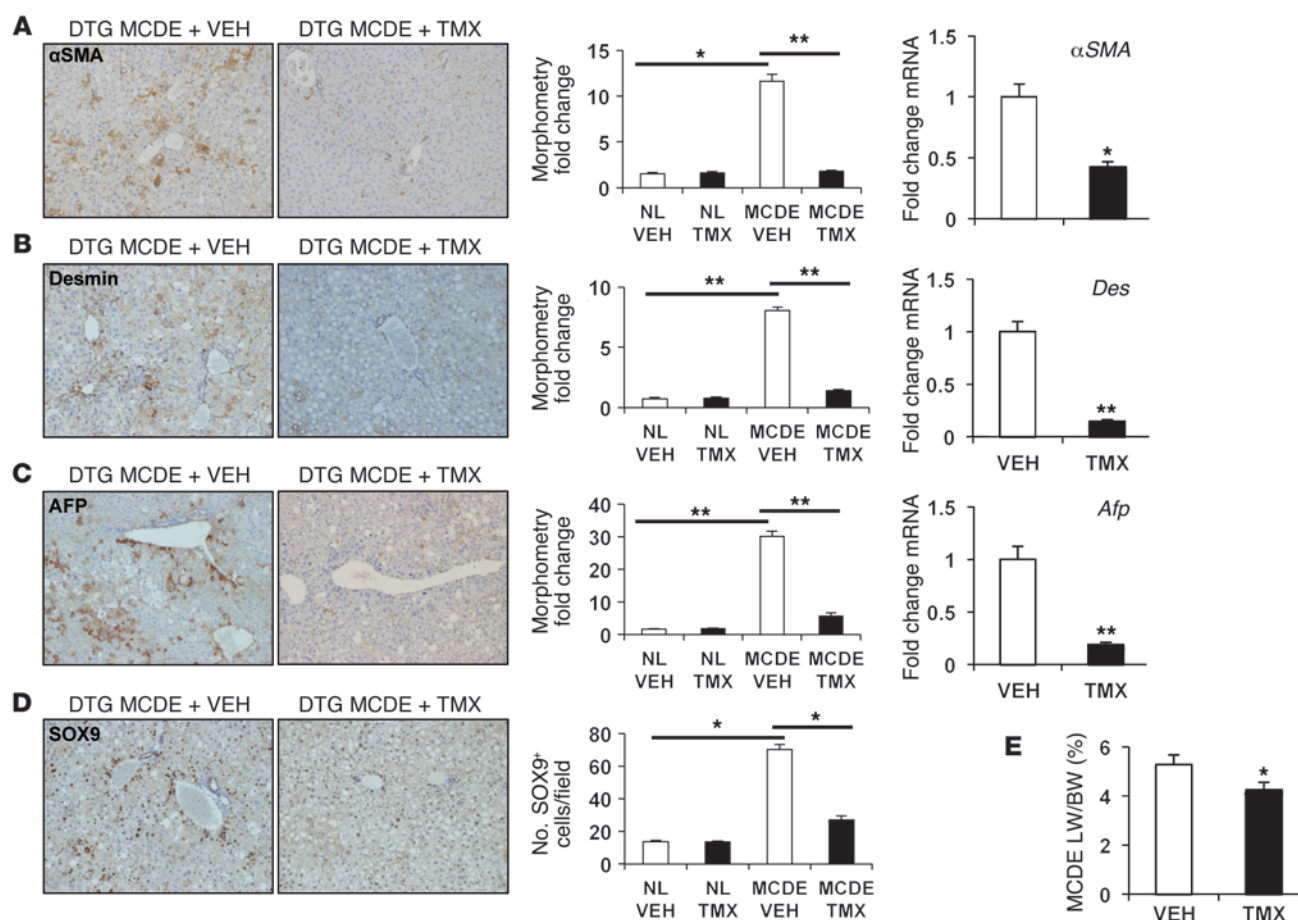 A
DTG MCDE + VEH
DTG MCDE + TMX
αSMA
Morphometry
fold change
15
10
5
0
*
**
NL
VEH
NL
TMX
MCDE
VEH
MCDE
TMX
Fold change mRNA
1.5
1
0.5
0
αSMA
*
B
DTG MCDE + VEH
DTG MCDE + TMX
Desmin
Morphometry
fold change
10
5
0
**
**
NL
VEH
NL
TMX
MCDE
VEH
MCDE
TMX
Fold change mRNA
1.5
1
0.5
0
Des
**
VEH
TMX
C
DTG MCDE + VEH
DTG MCDE + TMX
AFP
Morphometry
fold change
40
30
20
10
0
**
**
NL
VEH
NL
TMX
MCDE
VEH
MCDE
TMX
Fold change mRNA
1.5
1
0.5
0
Afp
**
VEH
TMX
D
DTG MCDE + VEH
DTG MCDE + TMX
SOX9
No. SOX9+
cells/field
80
60
40
20
0
*
*
NL
VEH
NL
TMX
MCDE
VEH
MCDE
TMX
E
MCDE LW/BW (%)
6
4
2
0
*
VEH
TMX